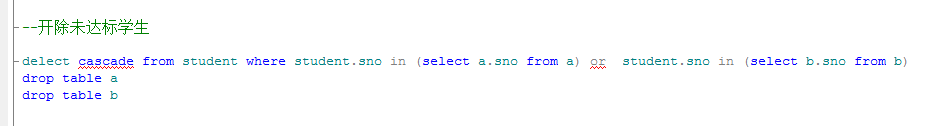 ---开除未达标学生
delect cascade from student where student.sno in (select a.sno from a) or  student.sno in (select b.sno from b)
drop table a
drop table b